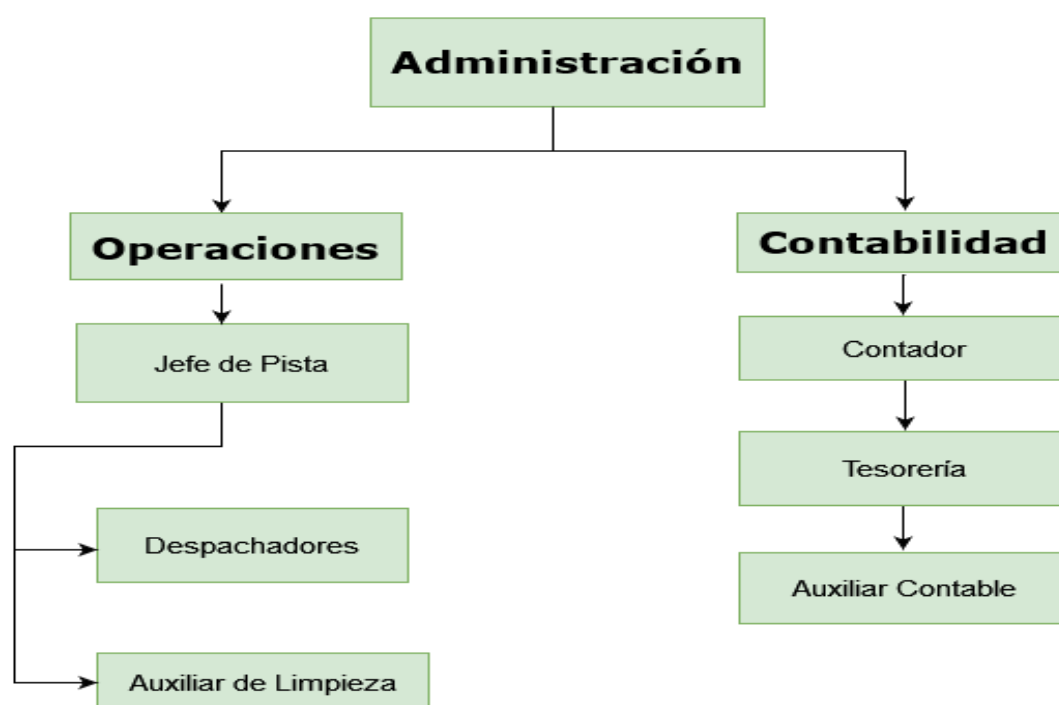 Administración
Operaciones
Contabilidad
Jefe de Pista
Contador
Tesorería
Despachadores
Auxiliar Contable
Auxiliar de Limpieza